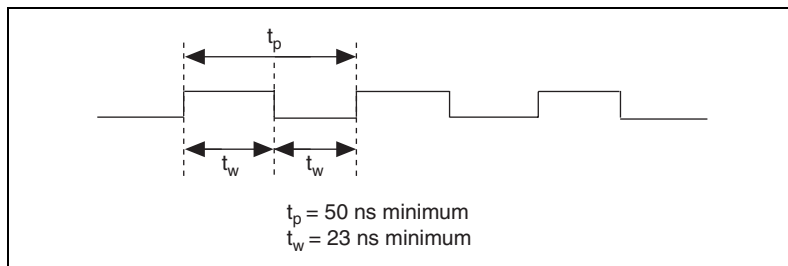 tp
tw tw
tp = 50 ns minimum
tw = 23 ns minimum